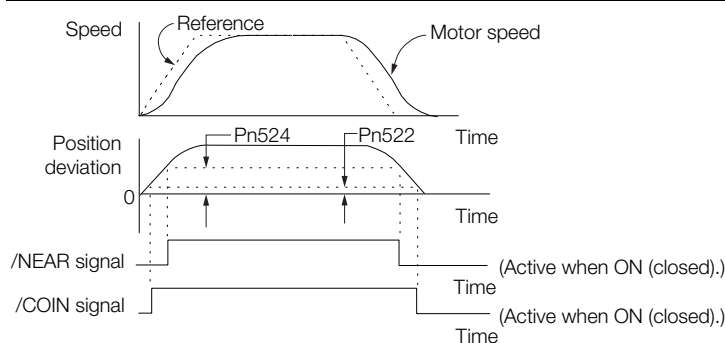 Speed
Reference
Motor speed
Time
Position
deviation
Pn524
Pn522
0
Time
/NEAR signal
(Active when ON (closed).)
Time
/COIN signal
(Active when ON (closed).)
Time